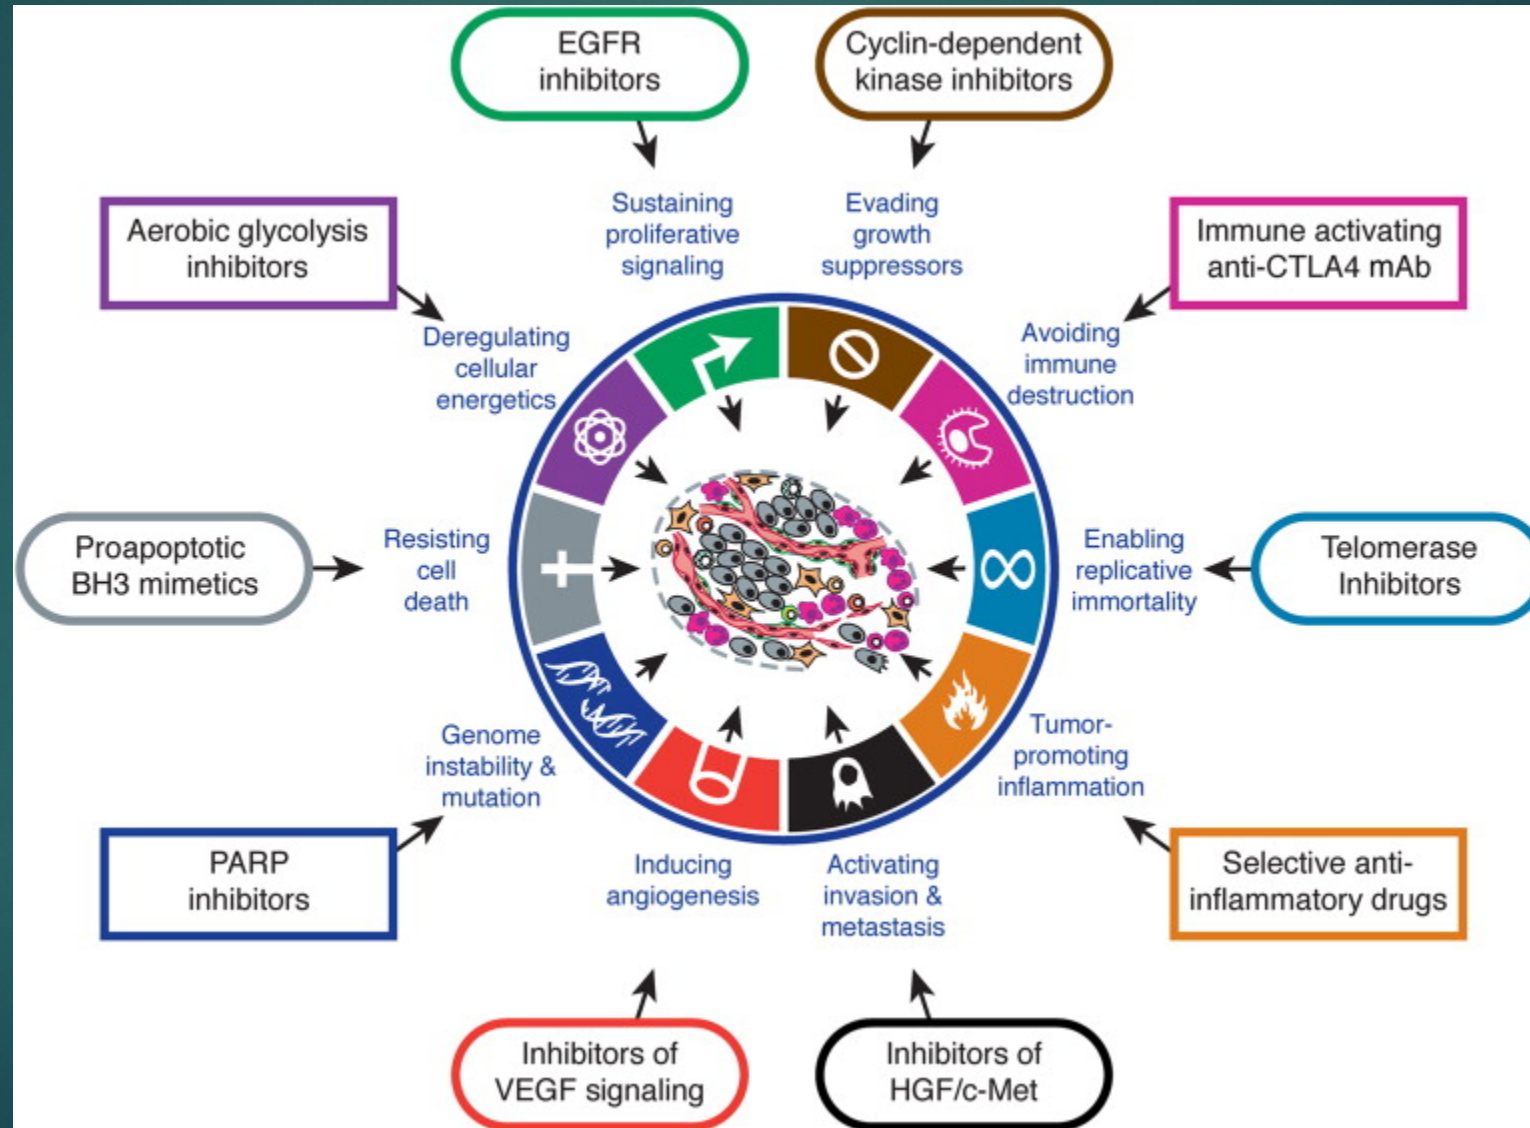 EGFR
inhibitors
Cyclin-dependent
kinase inhibitors
Aerobic glycolysis
inhibitors
Sustaining
proliferative
signaling
Evading
growth
suppressors
Immune activating
anti-CTLA4 mAb
Deregulating
cellular
energetics
Avoiding
immune
destruction
Proapoptotic
BH3 mimetics
Resisting
cell
death
Enabling
replicative
immortality
Telomerase
Inhibitors
Genome
instability &
mutation
Tumor-
promoting
inflammation
PARP
inhibitors
Inducing
angiogenesis
Activating
invasion &
metastasis
Selective anti-
inflammatory drugs
Inhibitors of
VEGF signaling
Inhibitors of
HGF/c-Met